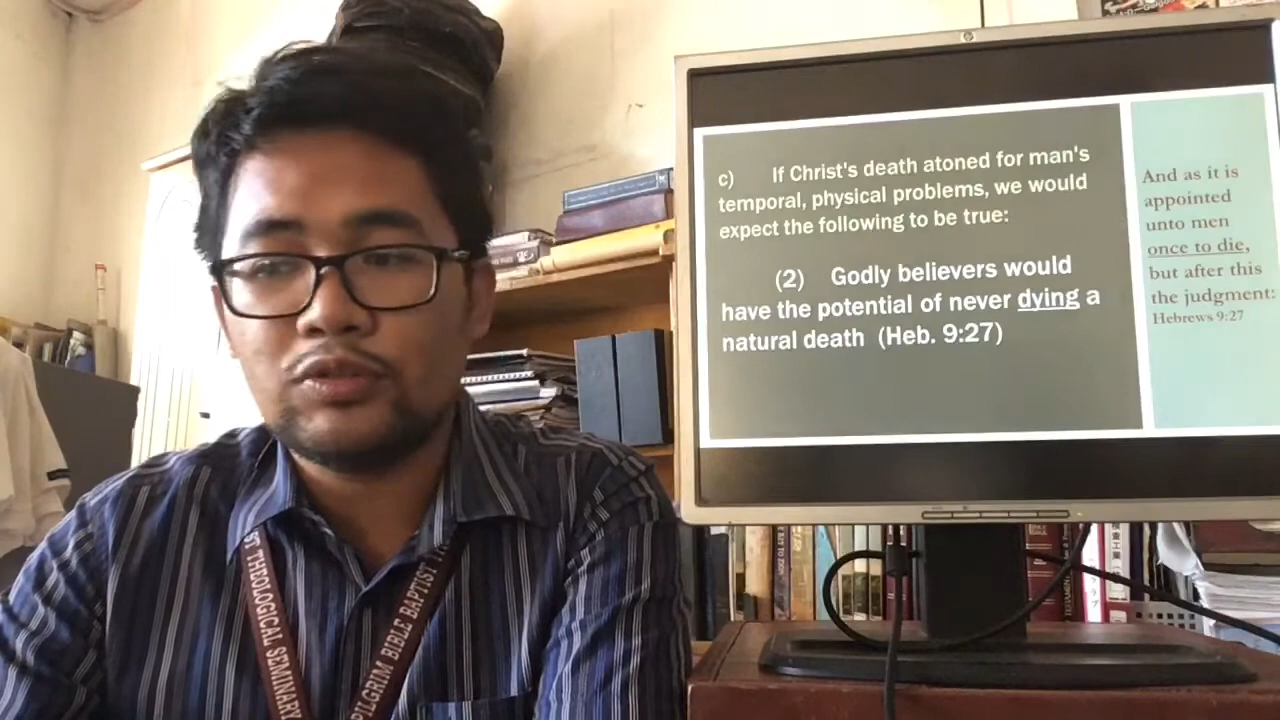 c) If Christ's death atoned for man's
temporal, physical problems, we would
expect the following to be true:
(2) Godly believers would
have the potential of never dying a
natural death (Heb. 9:27)
And as it is
appointed
unto men
once to die,
but after this
the judgment:
Hebrews 9:27
ST THEOLOGICAL SEMINARY
PILGRIM BIBLE BAPTIST